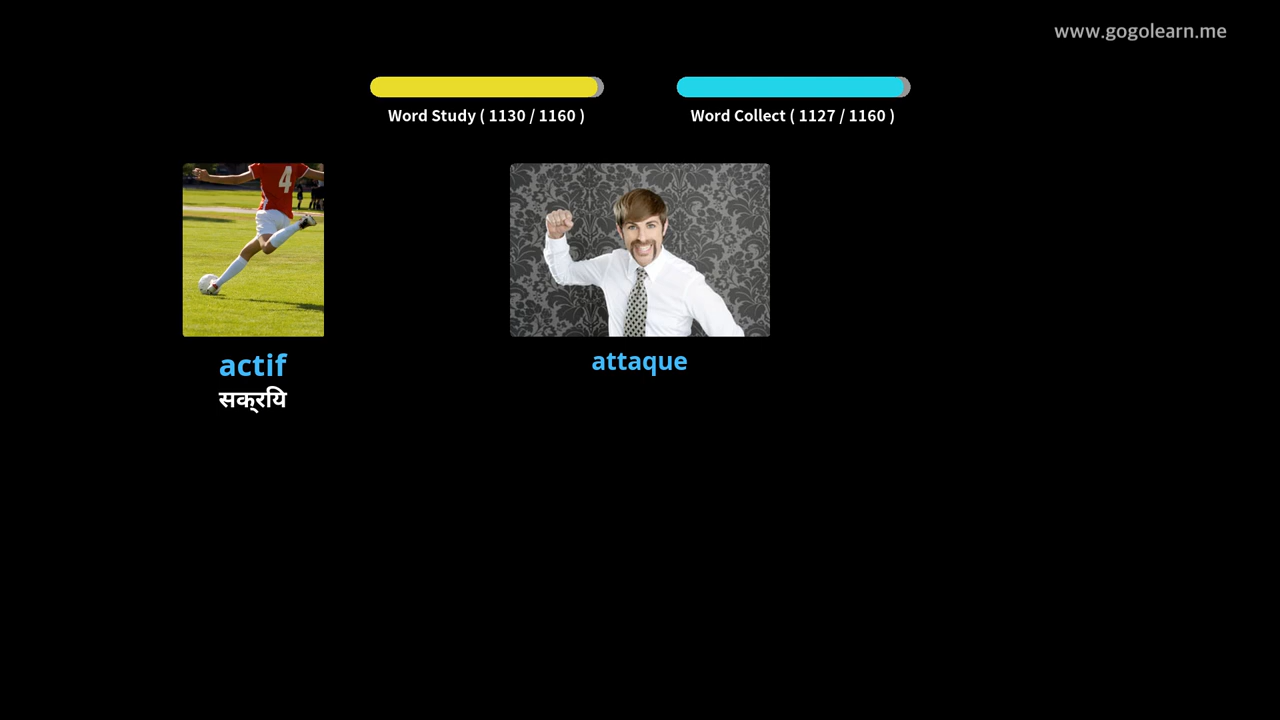 www.gogolearn.me
Word Study ( 1130 / 1160 )
Word Collect ( 1127 / 1160 )
4
actif
सक्रयि
attaque